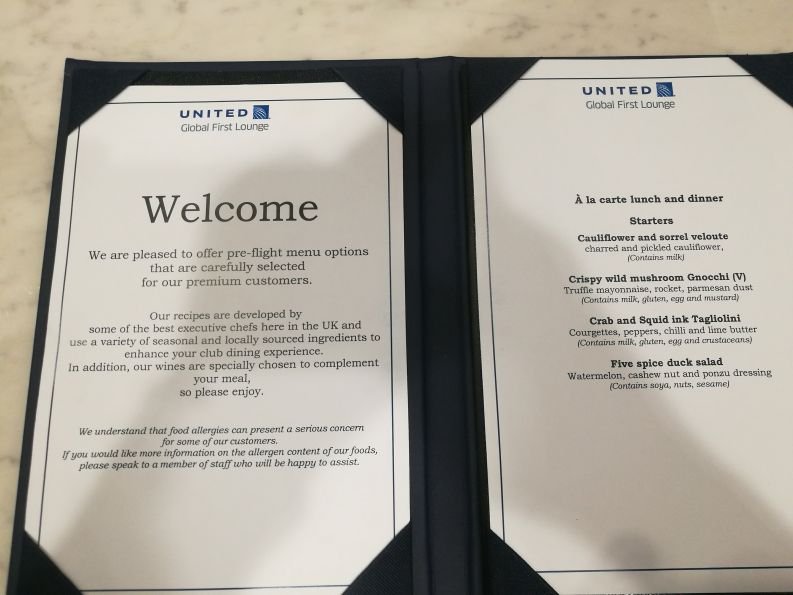 UNITED
Global First Lounge
Welcome
We are pleased to offer pre-flight menu options
that are carefully selected
for our premium customers.
Our recipes are developed by
some of the best executive chefs here in the UK and
use a variety of seasonal and locally sourced ingredients to
enhance your club dining experience.
In addition, our wines are specially chosen to complement
your meal,
so please enjoy.
We understand that food allergies can present a serious concern
for some of our customers.
If you would like more information on the allergen content of our foods,
please speak to a member of staff who will be happy to assist.
UNITED
Global First Lounge
À la carte lunch and dinner
Starters
Cauliflower and sorrel veloute
charred and pickled cauliflower,
(Contains milk)
Crispy wild mushroom Gnocchi (V)
Truffle mayonnaise, rocket, parmesan dust
(Contains milk, gluten, egg and mustard)
Crab and Squid ink Tagliolini
Courgettes, peppers, chilli and lime butter
(Contains milk, gluten, egg and crustaceans)
Five spice duck salad
Watermelon, cashew nut and ponzu dressing
(Contains soya, nuts, sesame)